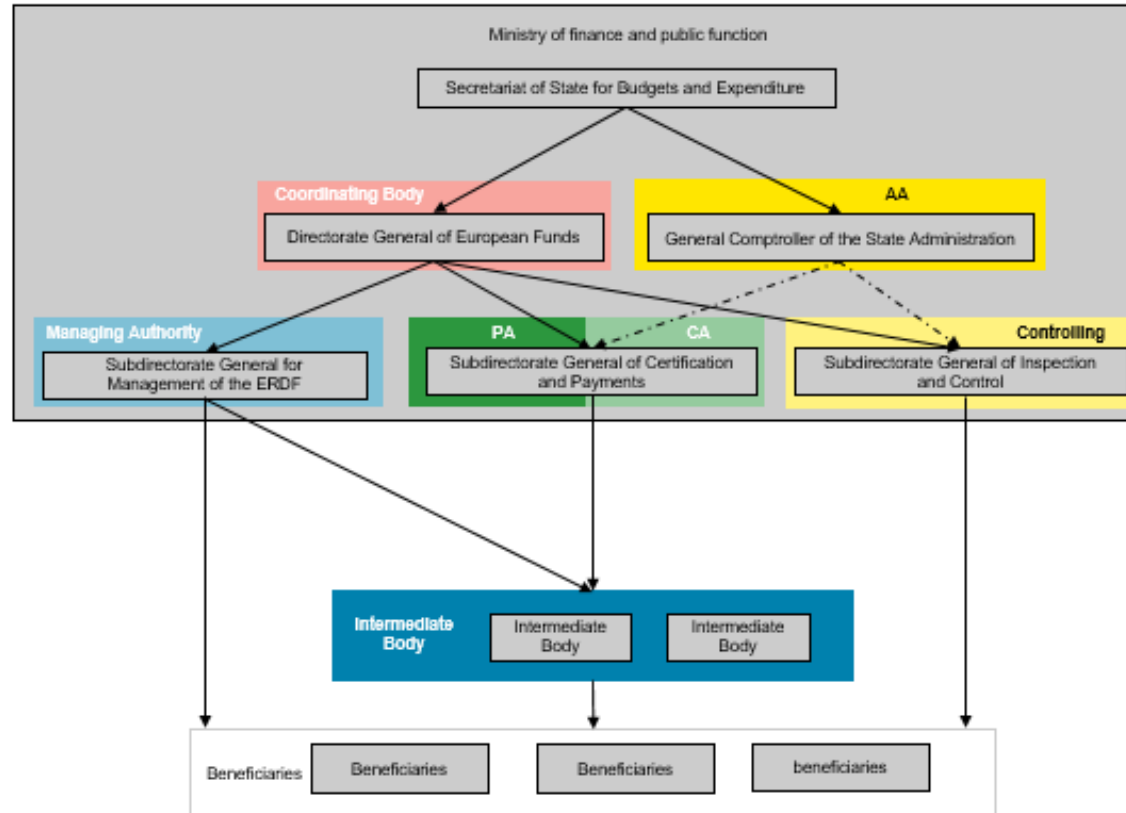 Ministry of finance and public function
Secretariat of State for Budgets and Expenditure
Coordinating Body
AA
Directorate General of European Funds
General Comptroller of the State Administration
Managing Authority
PA
CA
Controlling
Subdirectorate General for
Management of the ERDF
Subdirectorate General of Certification
and Payments
Subdirectorate General of Inspection
and Control
Intermediate
Body
Intermediate
Body
Intermediate
Body
Beneficiaries
Beneficiaries
Beneficiaries
beneficiaries